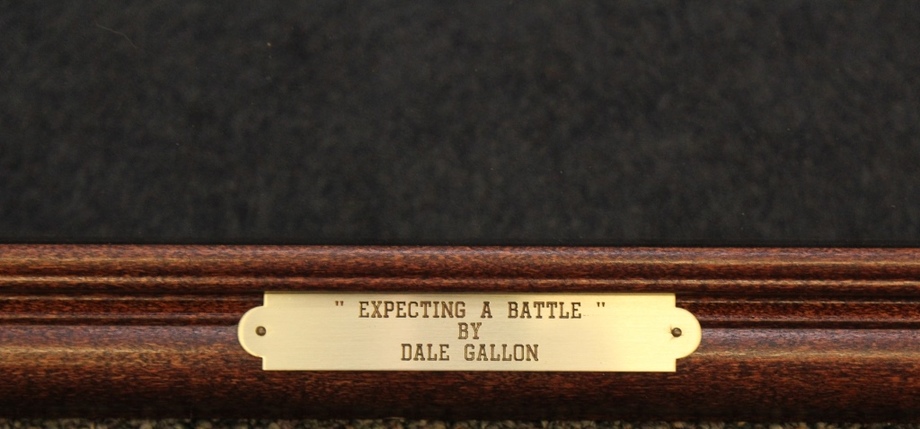 " EXPECTING A BATTLE "
BY
DALE GALLON